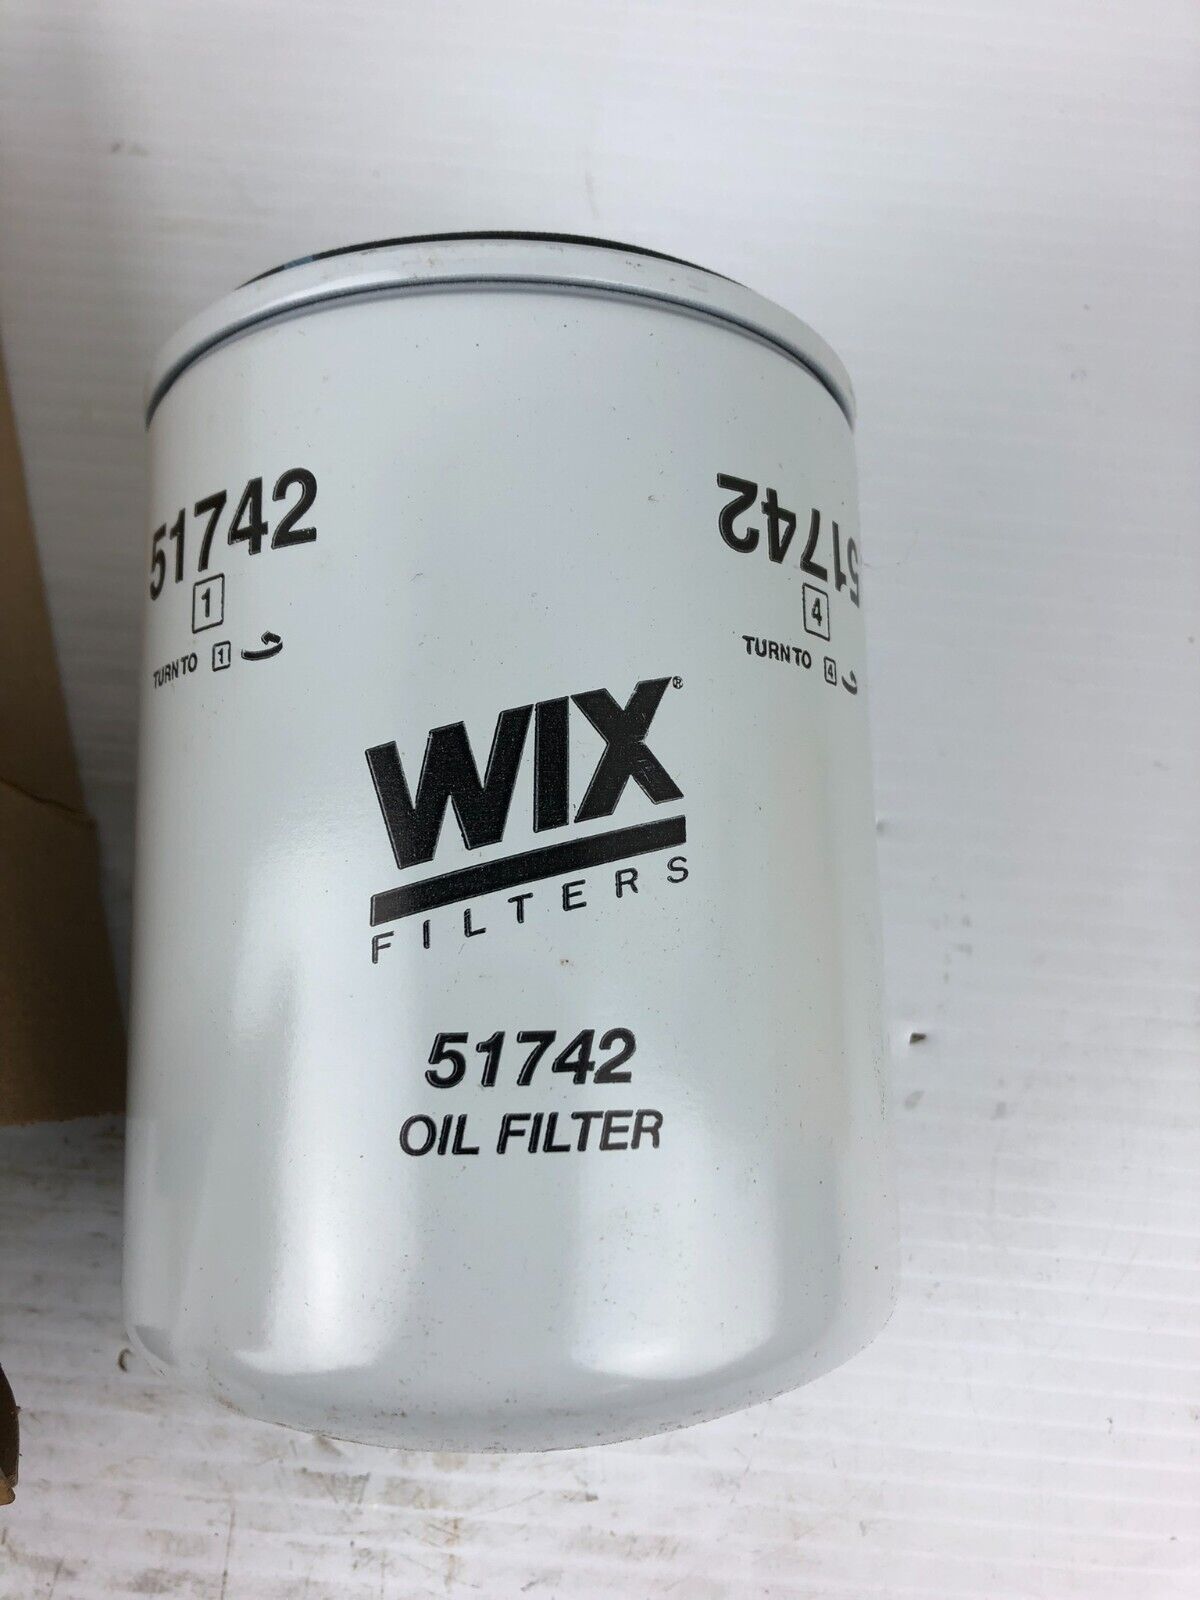 51742
1
TURN TO 1
51742
4
TURN TO 4
WIX®
FILTERS
51742
OIL FILTER